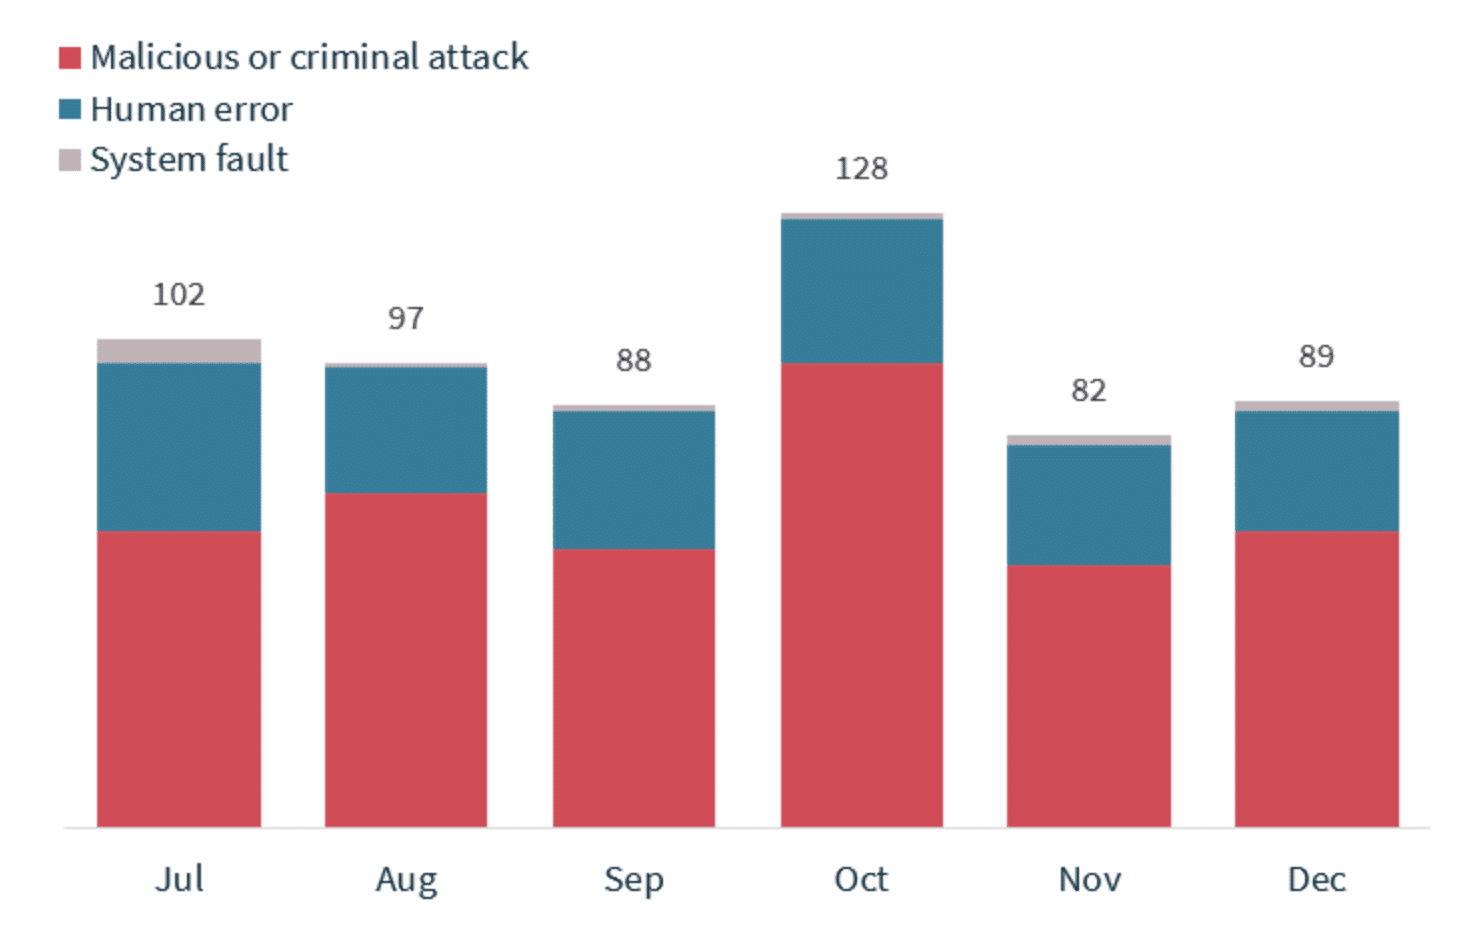 Malicious or criminal attack
Human error
System fault
128
102
97
88
89
82
Jul Aug Sep Oct Nov Dec